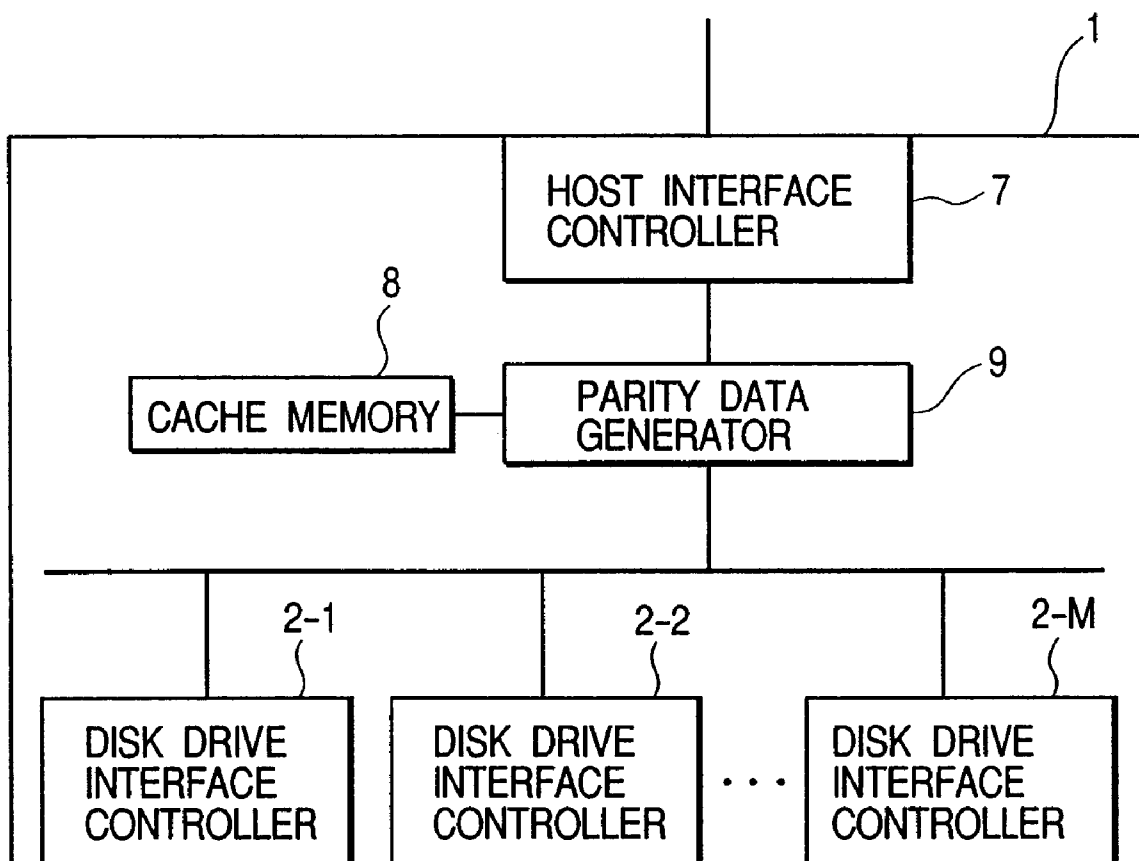 1
HOST INTERFACE
CONTROLLER
7
8
CACHE MEMORY
PARITY DATA
GENERATOR
9
2-1
2-2
2-M
DISK DRIVE
INTERFACE
CONTROLLER
DISK DRIVE
INTERFACE
CONTROLLER
. . .
DISK DRIVE
INTERFACE
CONTROLLER